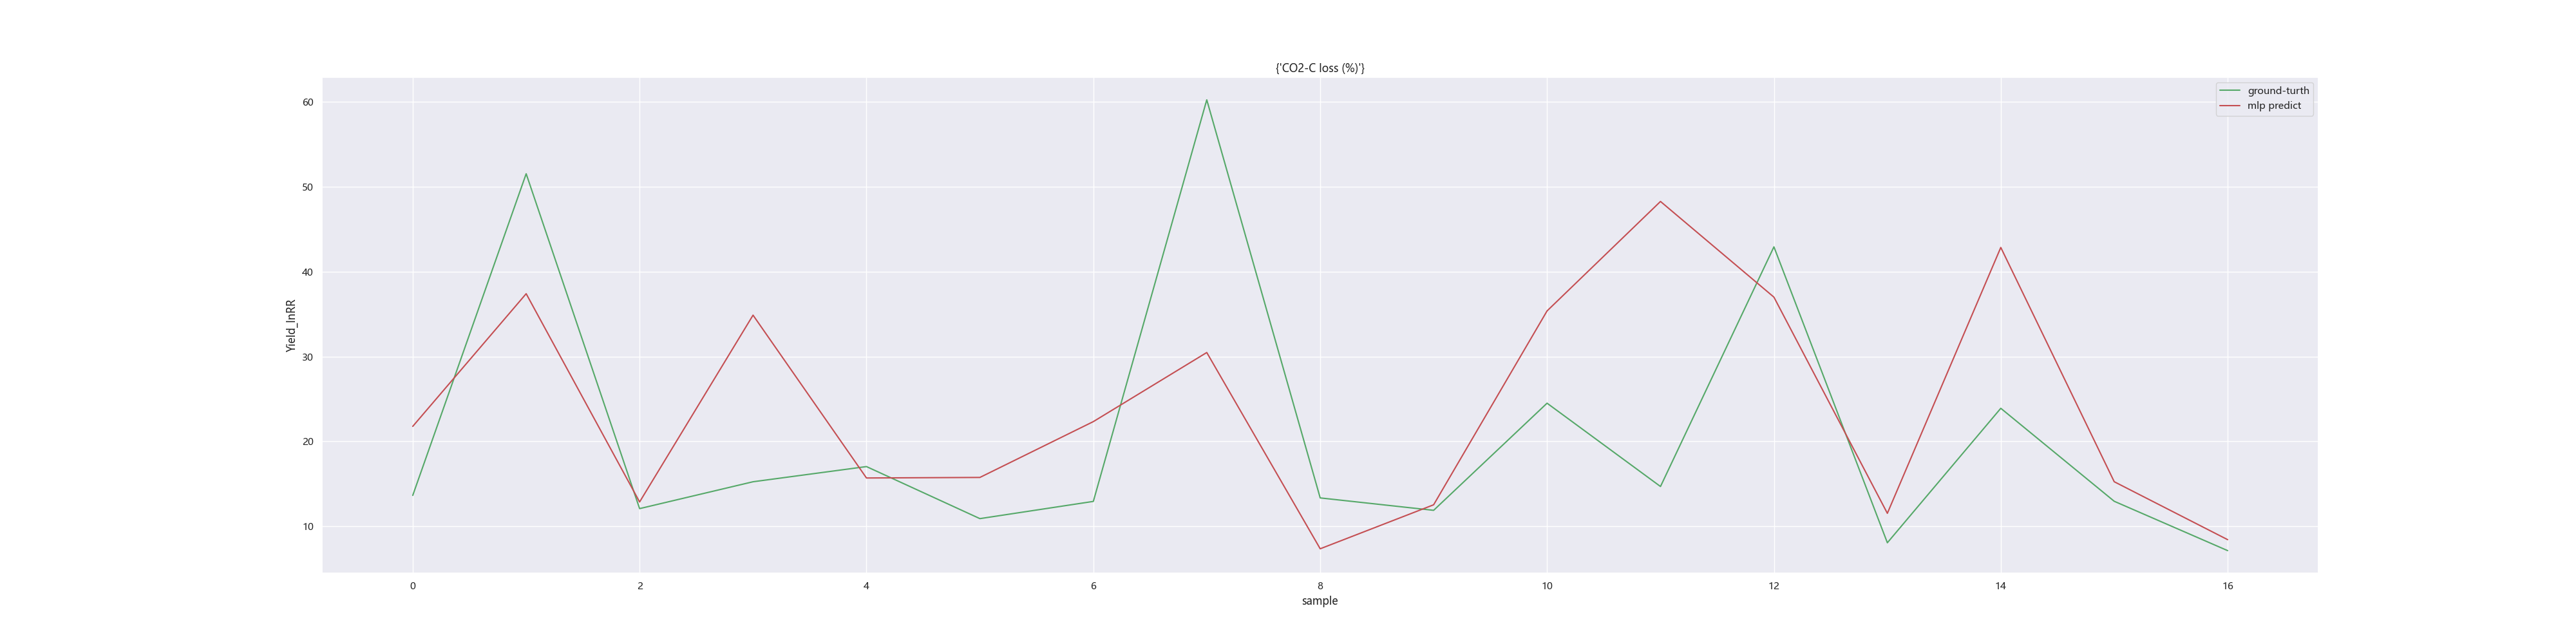 {'CO2-C loss (%)'}
ground-turth
mlp predict
60
50
40
30
20
10
Yield_lnRR
0 2 4 6 8 10 12 14 16
sample